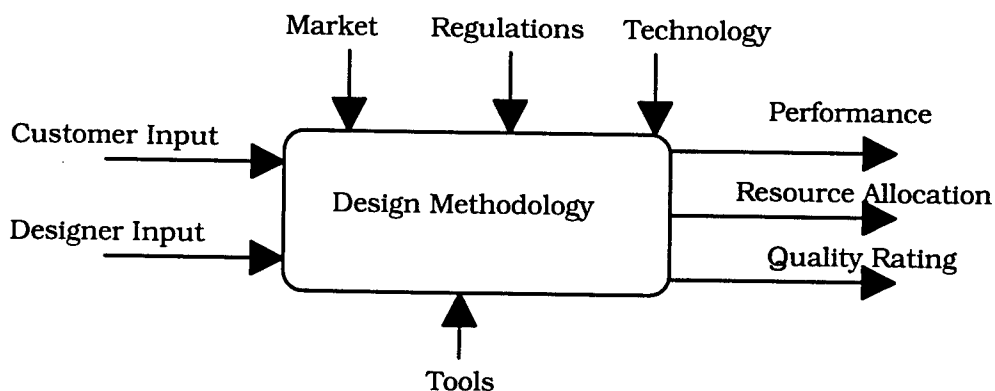 Market Regulations Technology
Performance
Customer Input
Resource Allocation
Design Methodology
Designer Input
Quality Rating
Tools